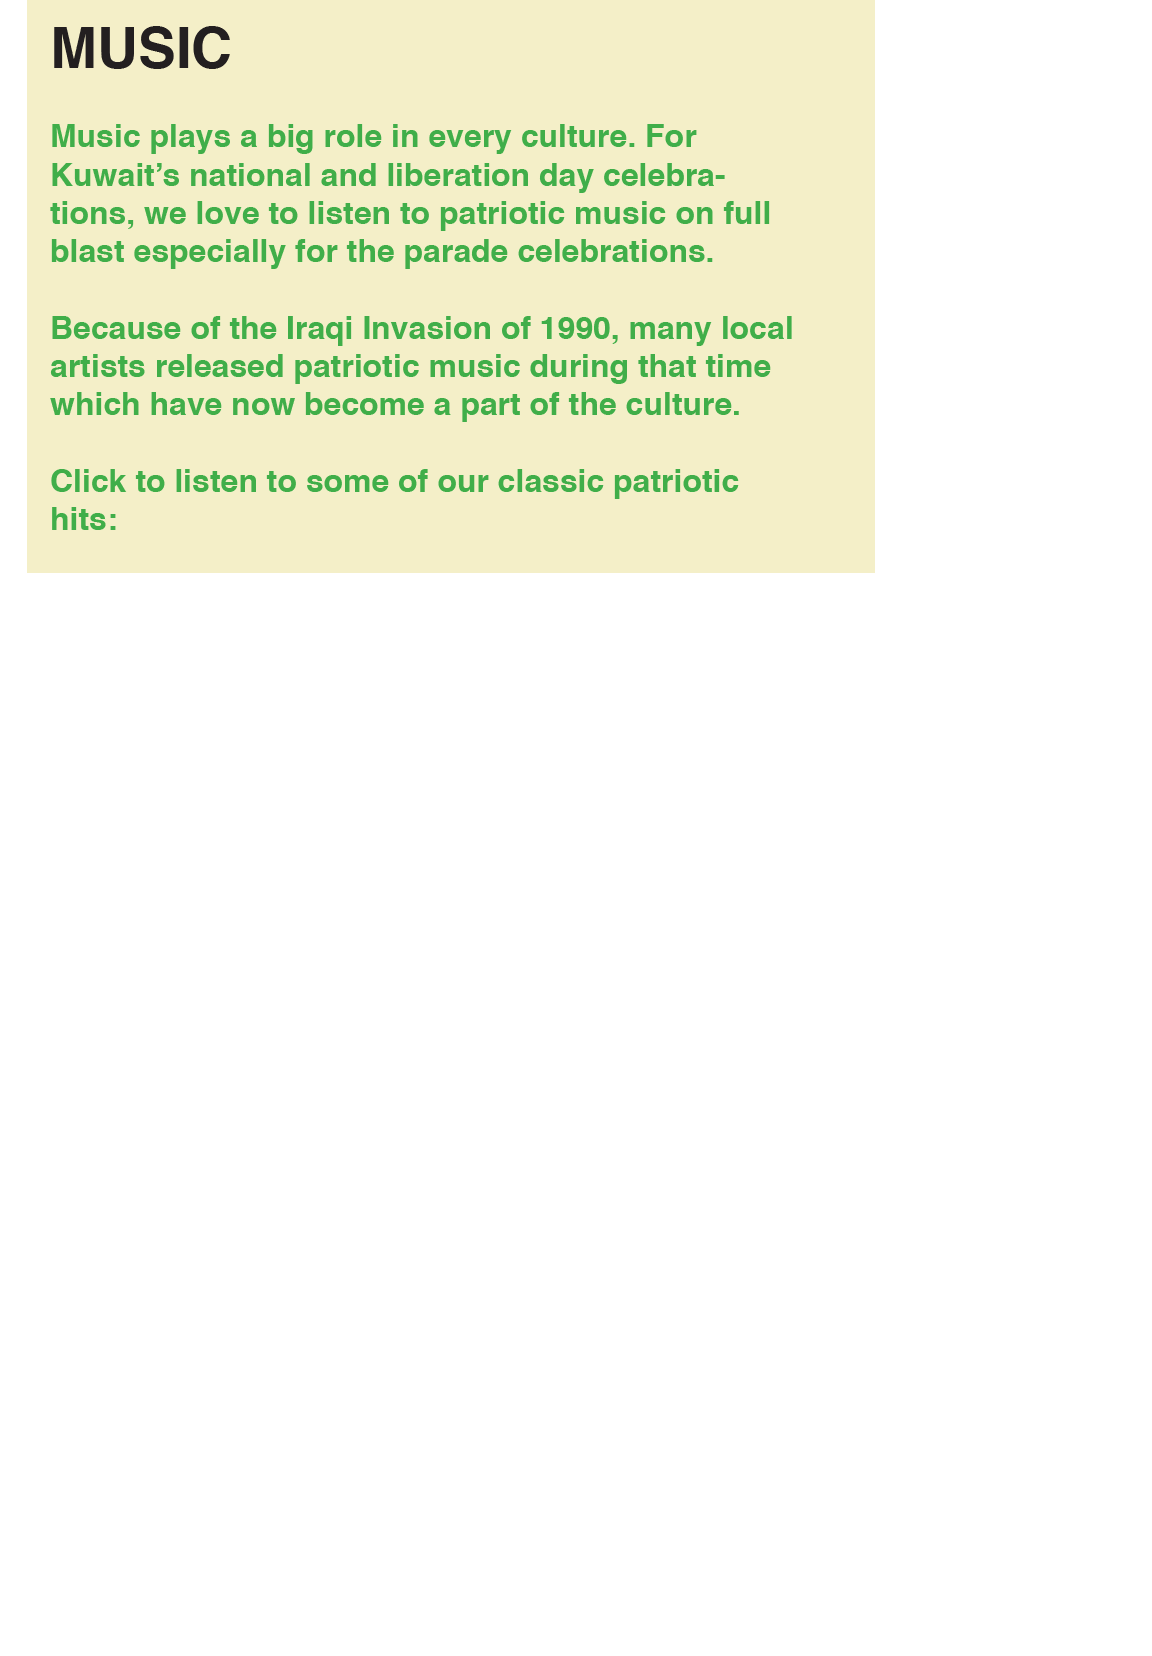 MUSIC
Music plays a big role in every culture. For
Kuwait’s national and liberation day celebra-
tions, we love to listen to patriotic music on full
blast especially for the parade celebrations.
Because of the Iraqi Invasion of 1990, many local
artists released patriotic music during that time
which have now become a part of the culture.
Click to listen to some of our classic patriotic
hits: